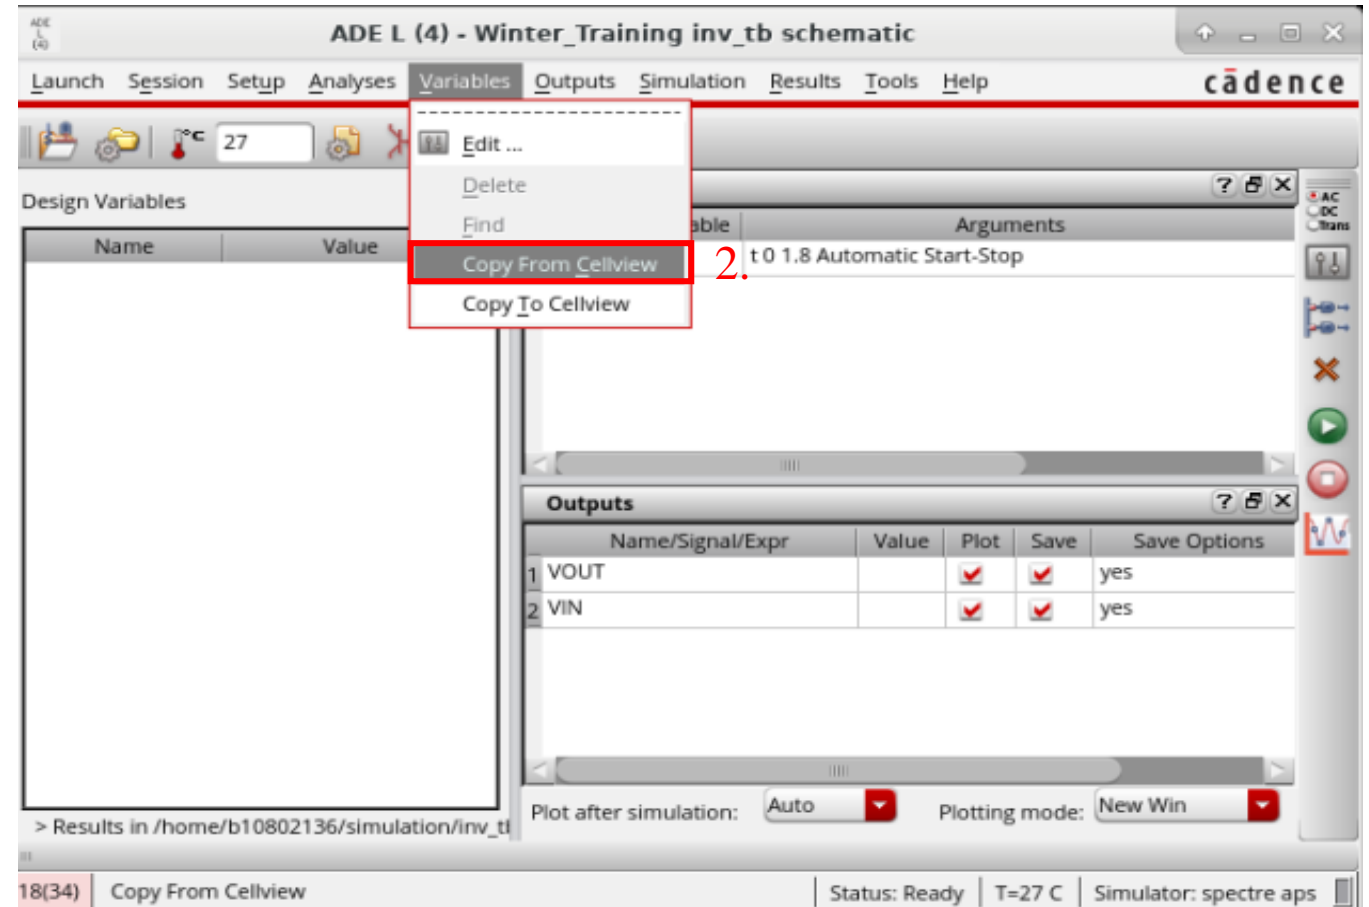 ADE L (4)
ADE L (4) - Winter_Training inv_tb schematic
Launch Session Setup Analyses Variables Outputs Simulation Results Tools Help
cādence
°C 27
Edit ...
Delete
Find
Copy From Cellview
Copy To Cellview
2.
Design Variables
Name Value
able Arguments
t 0 1.8 Automatic Start-Stop
AC
DC
Trans
Outputs
Name/Signal/Expr Value Plot Save Save Options
1 VOUT yes
2 VIN yes
Plot after simulation: Auto Plotting mode: New Win
> Results in /home/b10802136/simulation/inv_tb
18(34) Copy From Cellview Status: Ready T=27 C Simulator: spectre aps